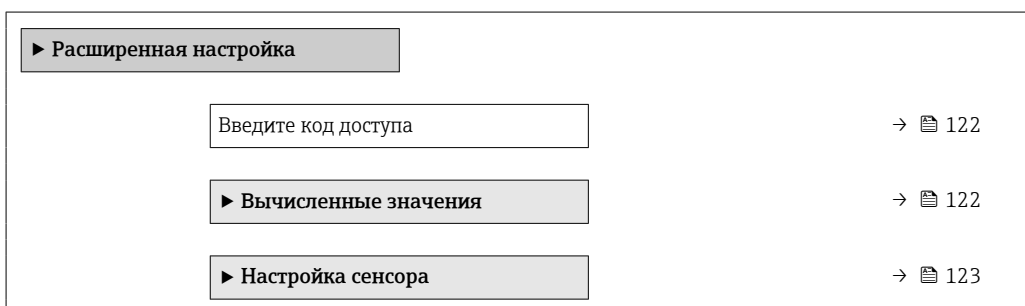 ► Расширенная настройка
Введите код доступа → 122
► Вычисленные значения → 122
► Настройка сенсора → 123